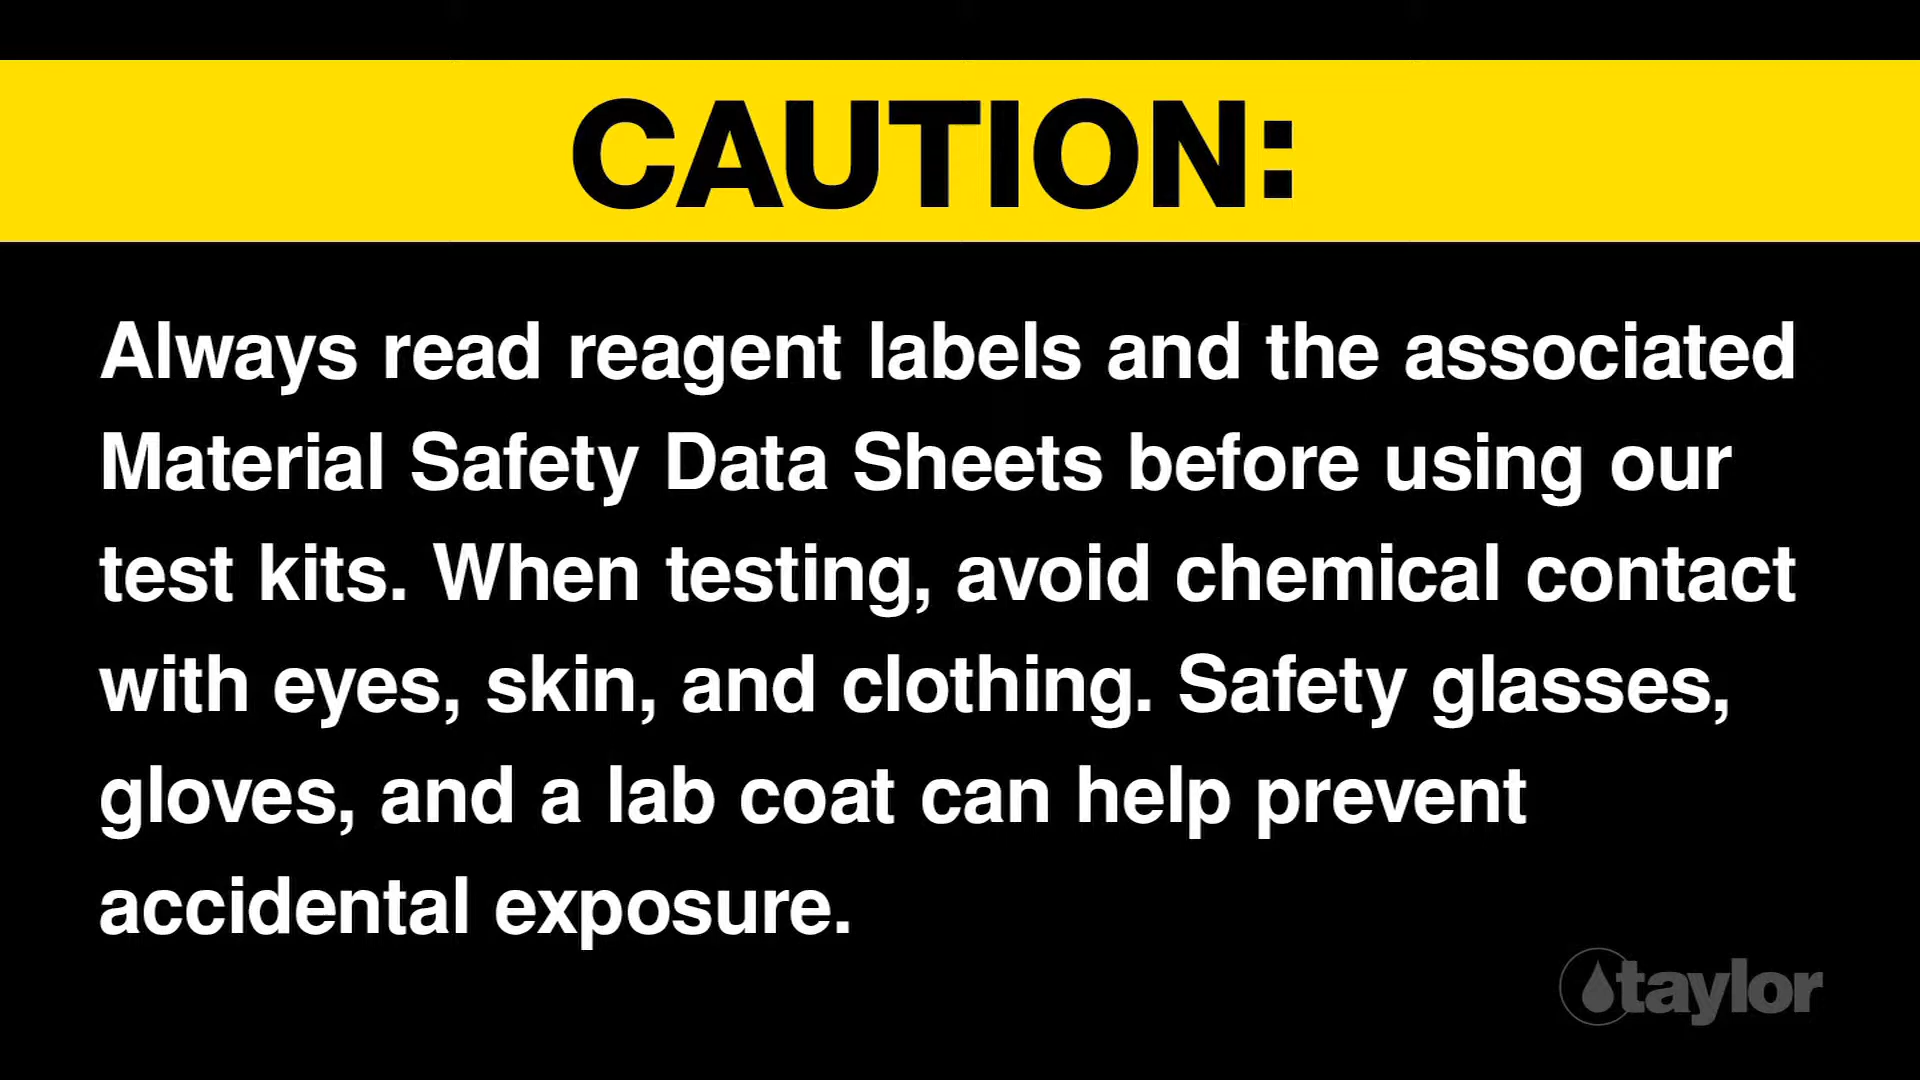 CAUTION:
Always read reagent labels and the associated
Material Safety Data Sheets before using our
test kits. When testing, avoid chemical contact
with eyes, skin, and clothing. Safety glasses,
gloves, and a lab coat can help prevent
accidental exposure.
taylor